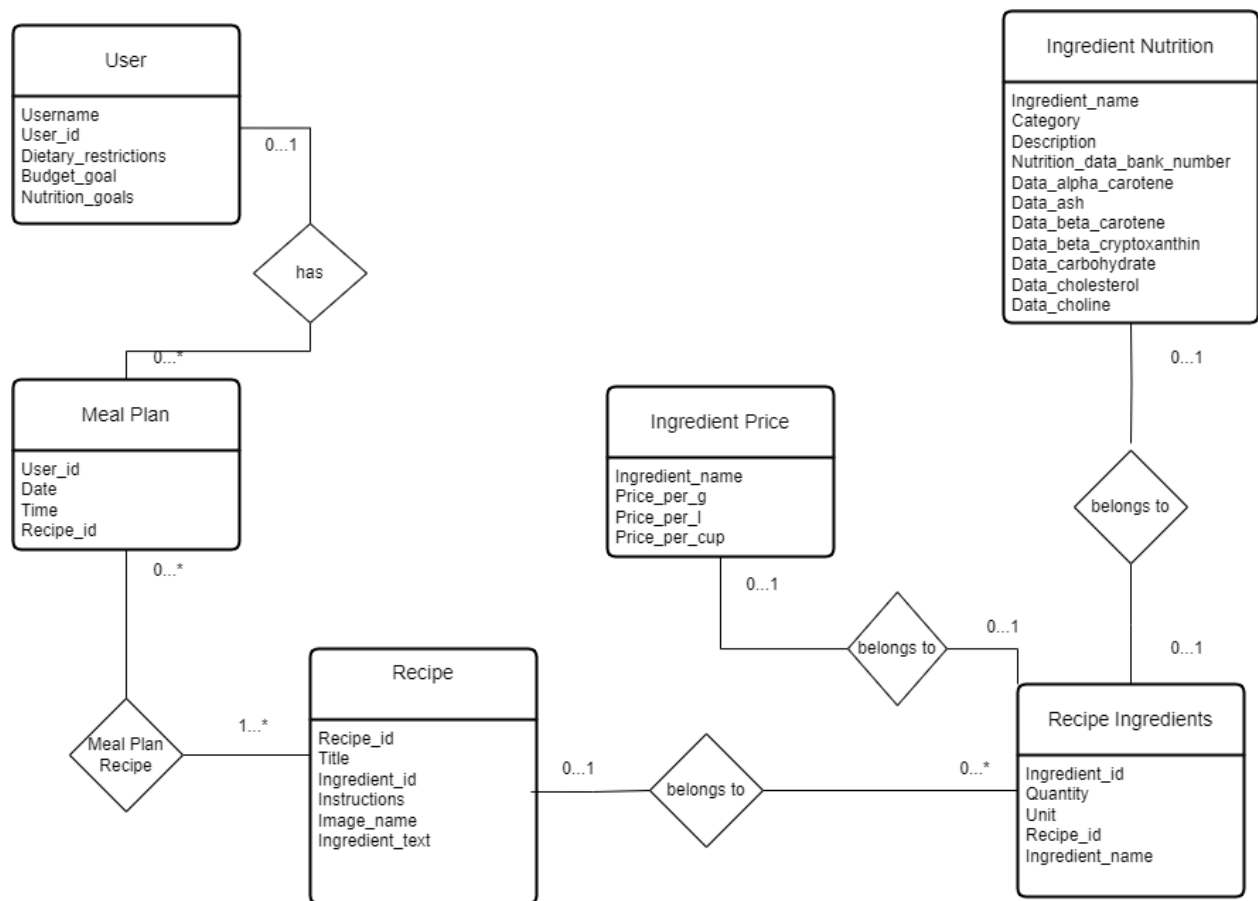 User
Username
User_id
Dietary_restrictions
Budget_goal
Nutrition_goals
0...1
has
0...*
Meal Plan
User_id
Date
Time
Recipe_id
0...*
Meal Plan
Recipe
1...*
Recipe
Recipe_id
Title
Ingredient_id
Instructions
Image_name
Ingredient_text
0...1
belongs to
0...*
Ingredient Price
Ingredient_name
Price_per_g
Price_per_l
Price_per_cup
0...1
belongs to
0...1
Ingredient Nutrition
Ingredient_name
Category
Description
Nutrition_data_bank_number
Data_alpha_carotene
Data_ash
Data_beta_carotene
Data_beta_cryptoxanthin
Data_carbohydrate
Data_cholesterol
Data_choline
0...1
belongs to
0...1
Recipe Ingredients
Ingredient_id
Quantity
Unit
Recipe_id
Ingredient_name